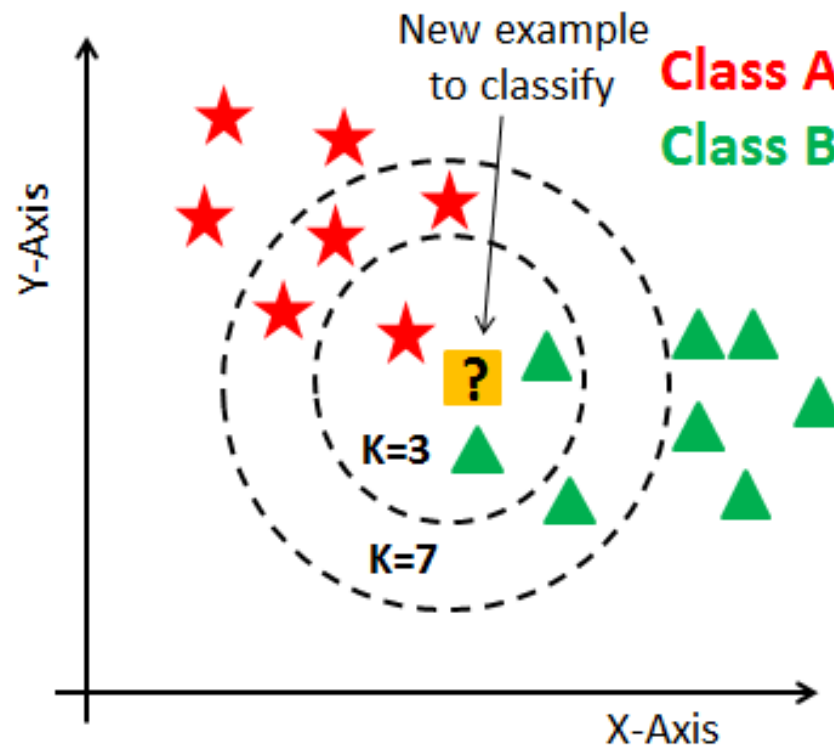 New example
to classify
Class A
Class B
Y-Axis
?
K=3
K=7
X-Axis